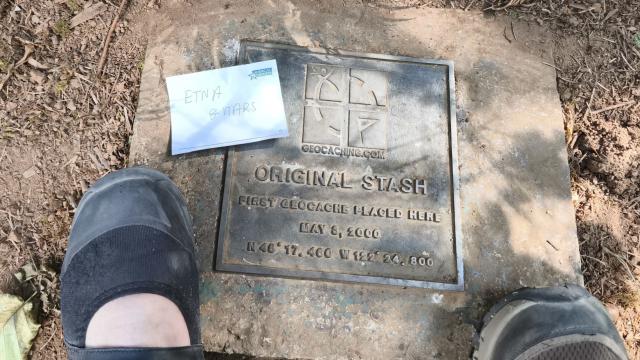 ETNA
& MARS
GEOCACHING.COM
ORIGINAL STASH
FIRST GEOCACHE PLACED HERE
MAY 3, 2000
N 45° 17. 460 W 122° 24. 800